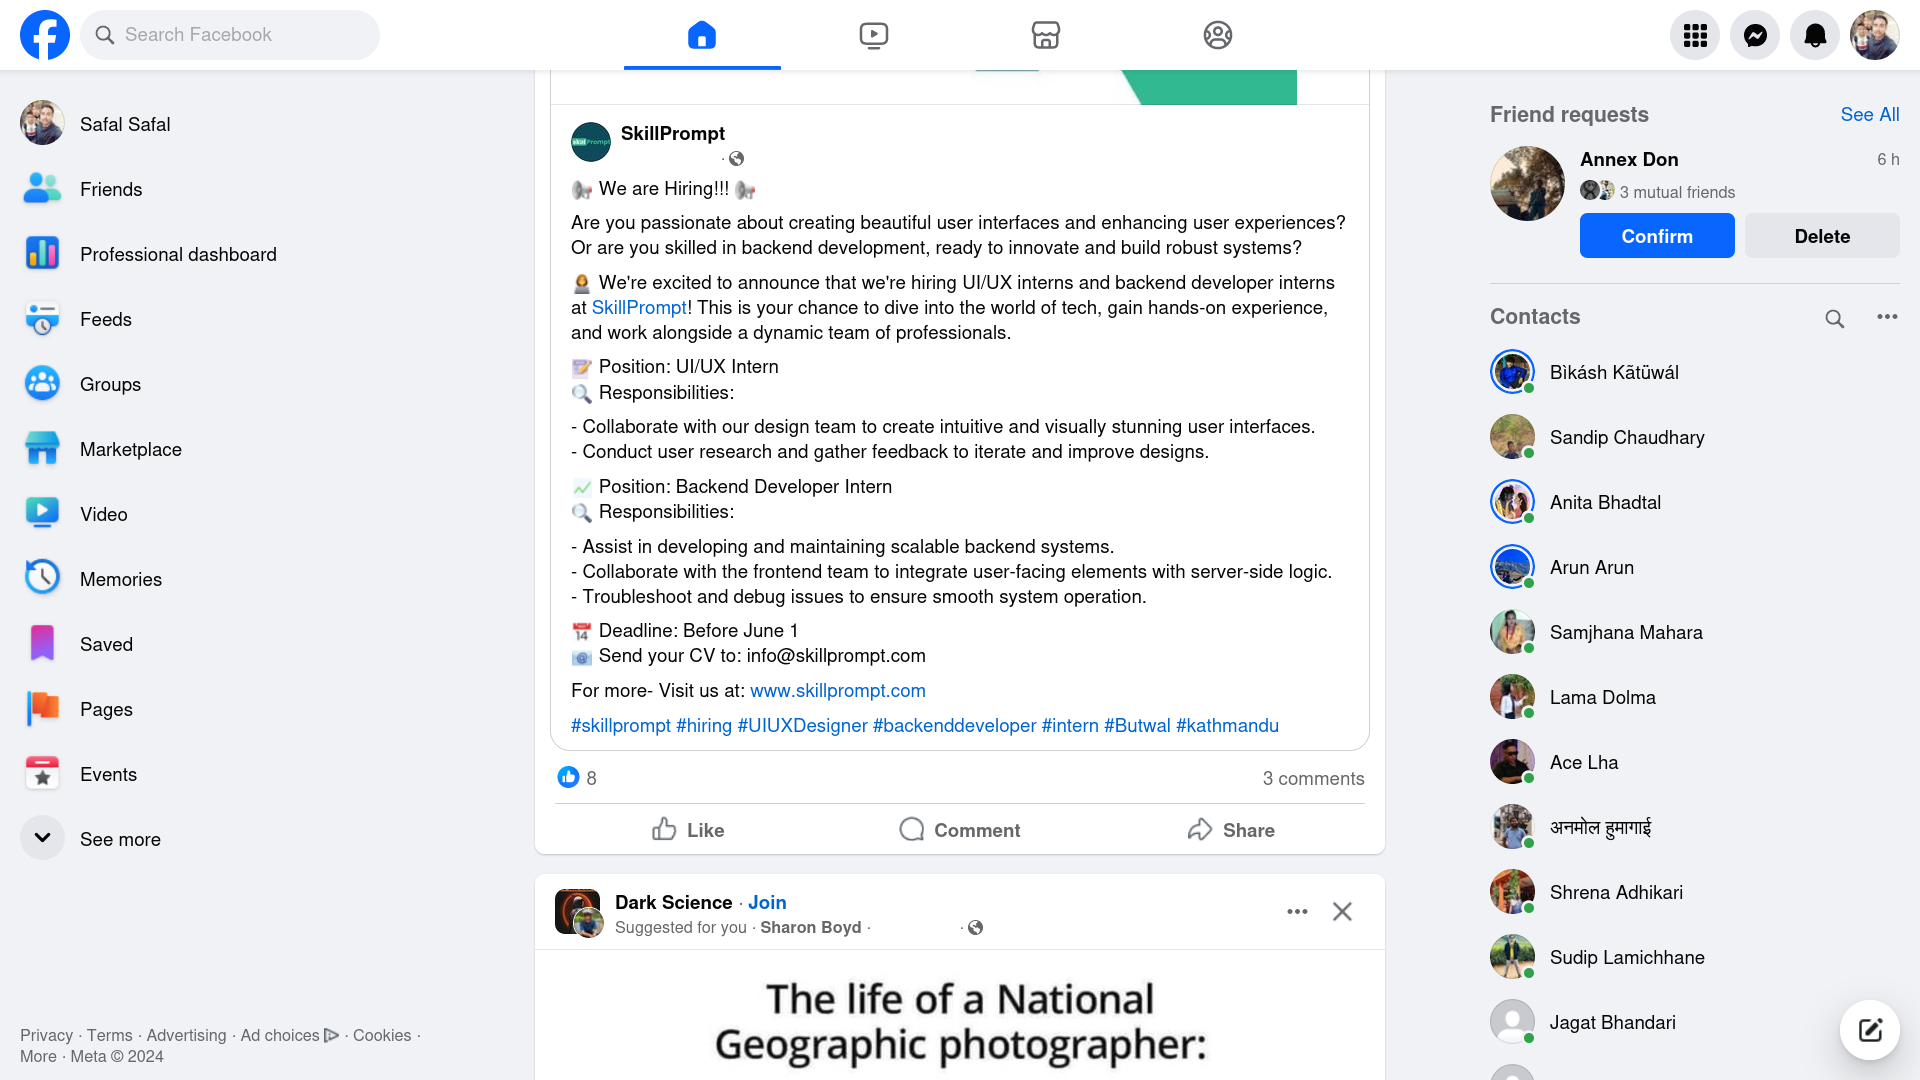 Search Facebook
Safal Safal
Friends
Professional dashboard
Feeds
Groups
Marketplace
Video
Memories
Saved
Pages
Events
See more
Privacy · Terms · Advertising · Ad choices · Cookies ·
More · Meta © 2024
SkillPrompt
We are Hiring!!!
Are you passionate about creating beautiful user interfaces and enhancing user experiences?
Or are you skilled in backend development, ready to innovate and build robust systems?
We're excited to announce that we're hiring UI/UX interns and backend developer interns
at SkillPrompt! This is your chance to dive into the world of tech, gain hands-on experience,
and work alongside a dynamic team of professionals.
Position: UI/UX Intern
Responsibilities:
- Collaborate with our design team to create intuitive and visually stunning user interfaces.
- Conduct user research and gather feedback to iterate and improve designs.
Position: Backend Developer Intern
Responsibilities:
- Assist in developing and maintaining scalable backend systems.
- Collaborate with the frontend team to integrate user-facing elements with server-side logic.
- Troubleshoot and debug issues to ensure smooth system operation.
Deadline: Before June 1
Send your CV to: info@skillprompt.com
For more- Visit us at: www.skillprompt.com
#skillprompt #hiring #UIUXDesigner #backenddeveloper #intern #Butwal #kathmandu
8
3 comments
Like
Comment
Share
Dark Science · Join
Suggested for you · Sharon Boyd ·
The life of a National
Geographic photographer:
Friend requests
See All
Annex Don
6 h
3 mutual friends
Confirm
Delete
Contacts
Bìkásh Kãtüwál
Sandip Chaudhary
Anita Bhadtal
Arun Arun
Samjhana Mahara
Lama Dolma
Ace Lha
अनमोल हुमागाई
Shrena Adhikari
Sudip Lamichhane
Jagat Bhandari